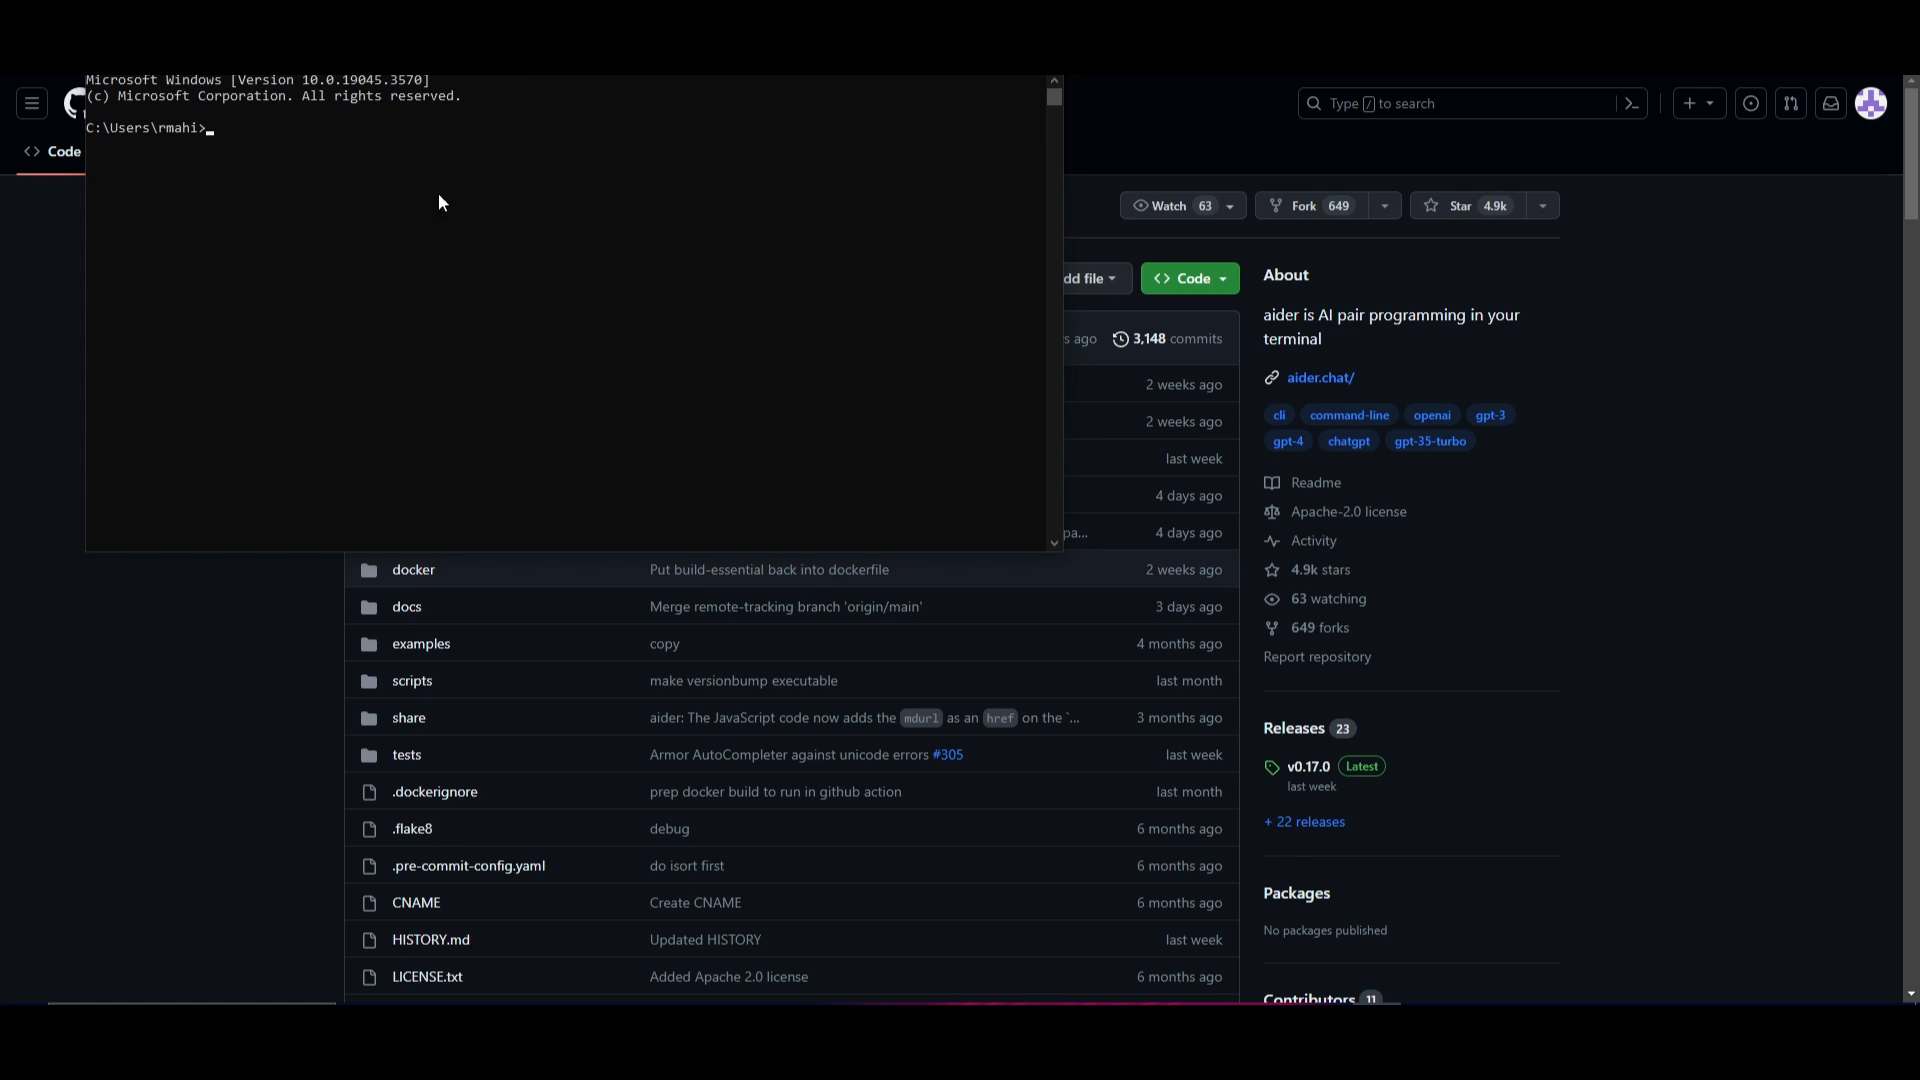 Microsoft Windows [Version 10.0.19045.3570]
(c) Microsoft Corporation. All rights reserved.
C:\Users\rmahi>
Type / to search
Code
Watch 63
Fork 649
Star 4.9k
dd file
Code
s ago 3,148 commits
2 weeks ago
2 weeks ago
last week
4 days ago
pa... 4 days ago
docker Put build-essential back into dockerfile 2 weeks ago
docs Merge remote-tracking branch 'origin/main' 3 days ago
examples copy 4 months ago
scripts make versionbump executable last month
share aider: The JavaScript code now adds the mdurl as an href on the `... 3 months ago
tests Armor AutoCompleter against unicode errors #305 last week
.dockerignore prep docker build to run in github action last month
.flake8 debug 6 months ago
.pre-commit-config.yaml do isort first 6 months ago
CNAME Create CNAME 6 months ago
HISTORY.md Updated HISTORY last week
LICENSE.txt Added Apache 2.0 license 6 months ago
About
aider is AI pair programming in your
terminal
aider.chat/
cli command-line openai gpt-3
gpt-4 chatgpt gpt-35-turbo
Readme
Apache-2.0 license
Activity
4.9k stars
63 watching
649 forks
Report repository
Releases 23
v0.17.0 Latest
last week
+ 22 releases
Packages
No packages published
Contributors 11